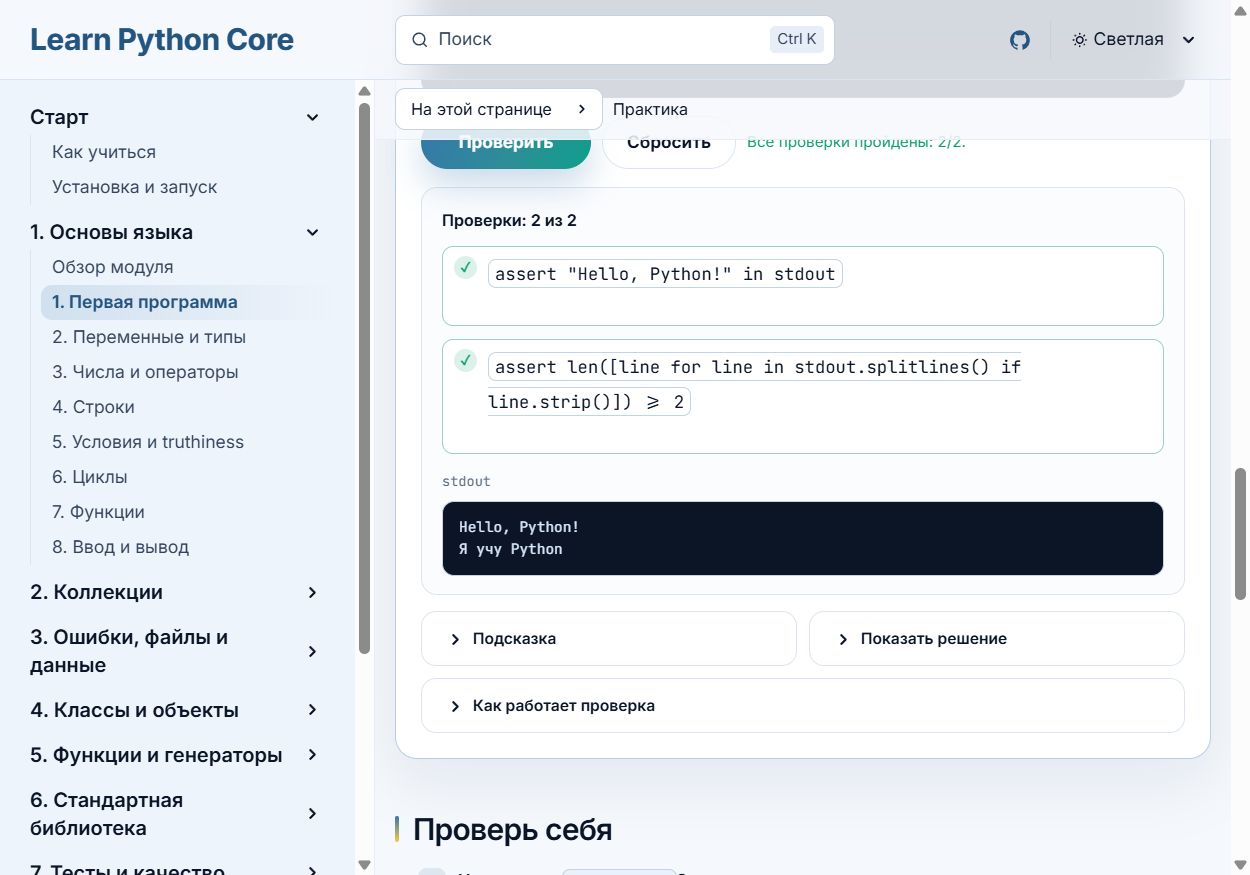 Learn Python Core
Поиск
Ctrl K
Светлая
Старт
Как учиться
Установка и запуск
1. Основы языка
Обзор модуля
1. Первая программа
2. Переменные и типы
3. Числа и операторы
4. Строки
5. Условия и truthiness
6. Циклы
7. Функции
8. Ввод и вывод
2. Коллекции
3. Ошибки, файлы и
данные
4. Классы и объекты
5. Функции и генераторы
6. Стандартная
библиотека
7. Тесты и качество
На этой странице
Практика
Проверить
Сбросить
Все проверки пройдены: 2/2.
Проверки: 2 из 2
assert "Hello, Python!" in stdout
assert len([line for line in stdout.splitlines() if
line.strip()]) ⩾ 2
stdout
Hello, Python!
Я учу Python
Подсказка
Показать решение
Как работает проверка
Проверь себя